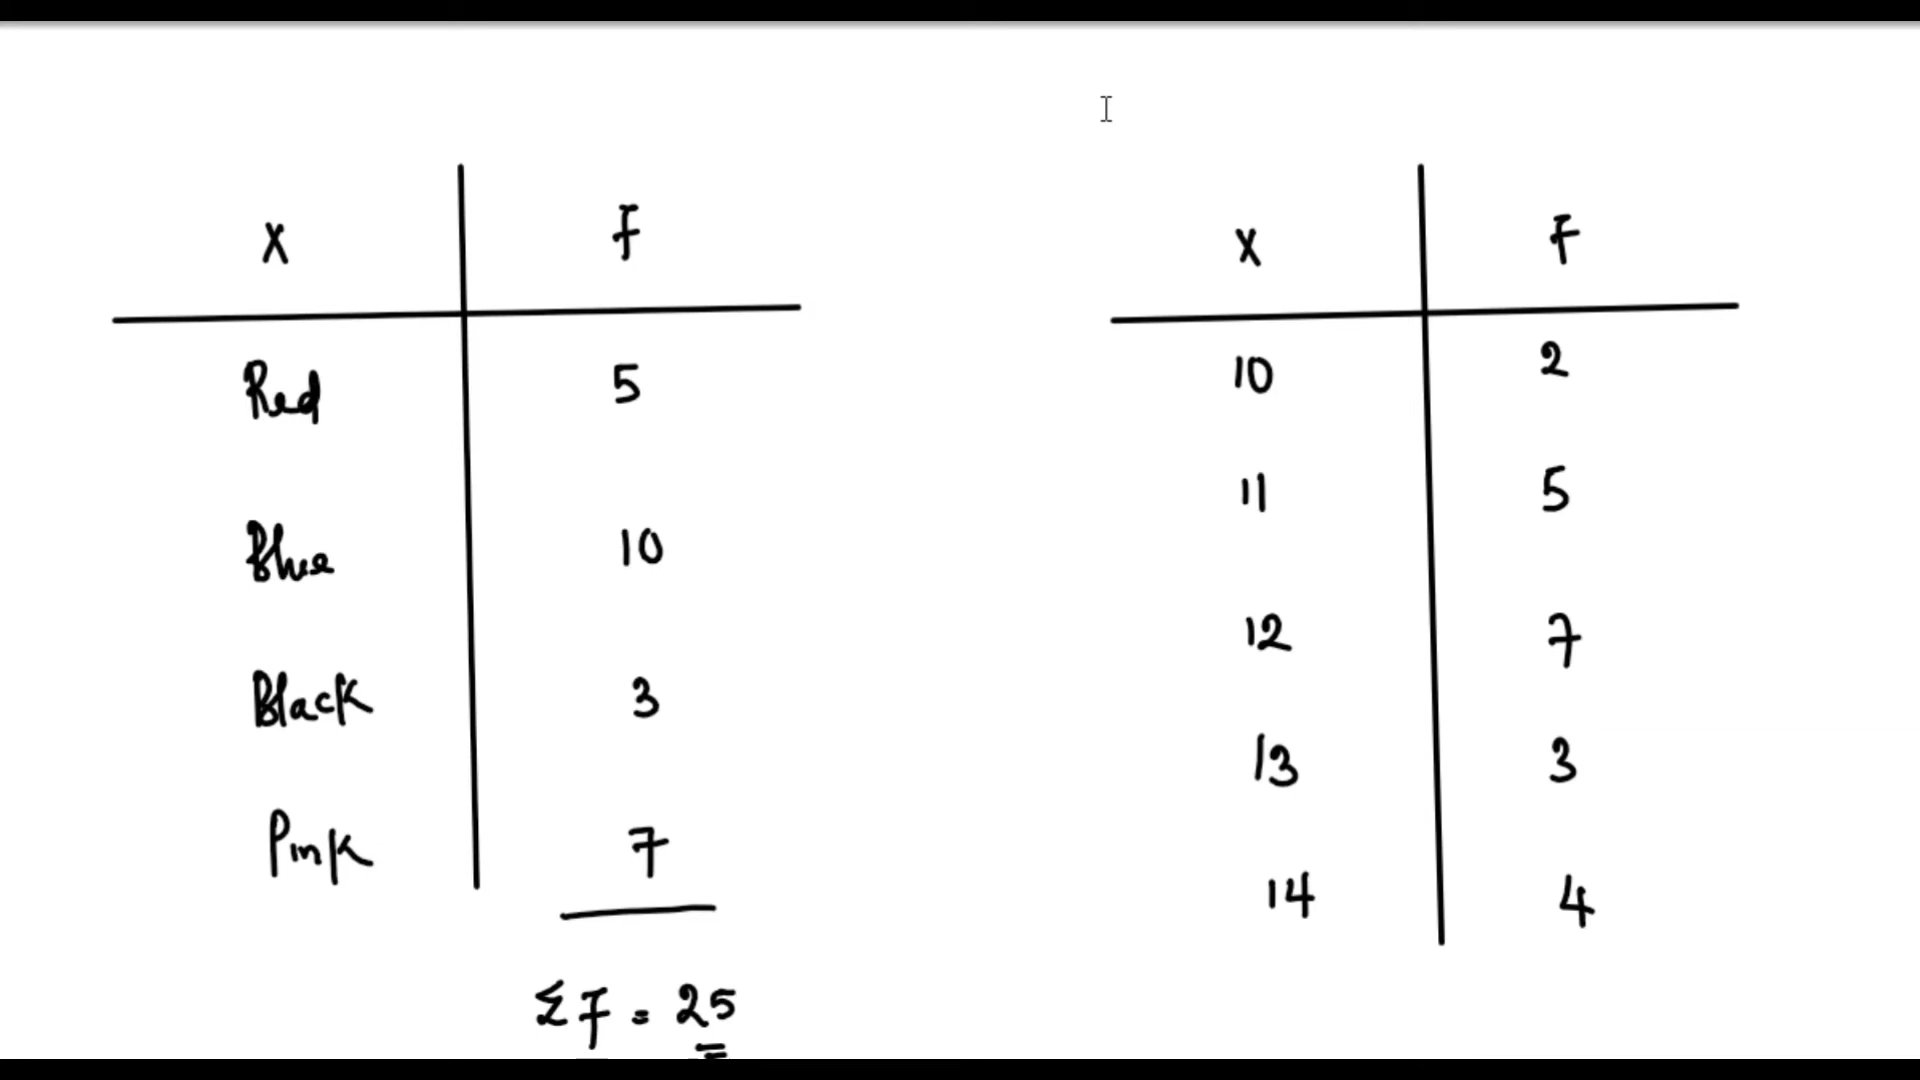 X F
Red 5
Blue 10
Black 3
Pink 7
Σ F = 25
X F
10 2
11 5
12 7
13 3
14 4